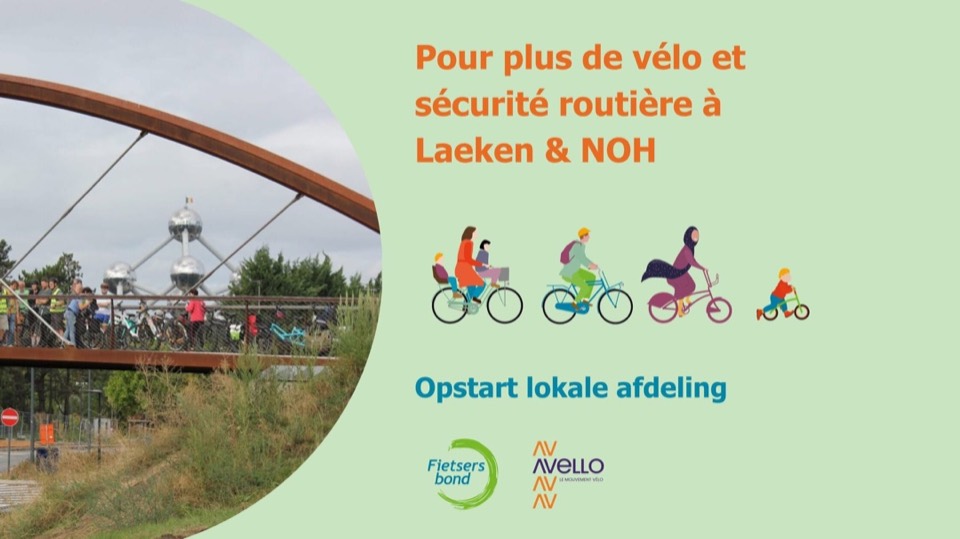 Pour plus de vélo et
sécurité routière à
Laeken & NOH
Opstart lokale afdeling
Fietsers
bond
AVELLO
LE MOUVEMENT VÉLO